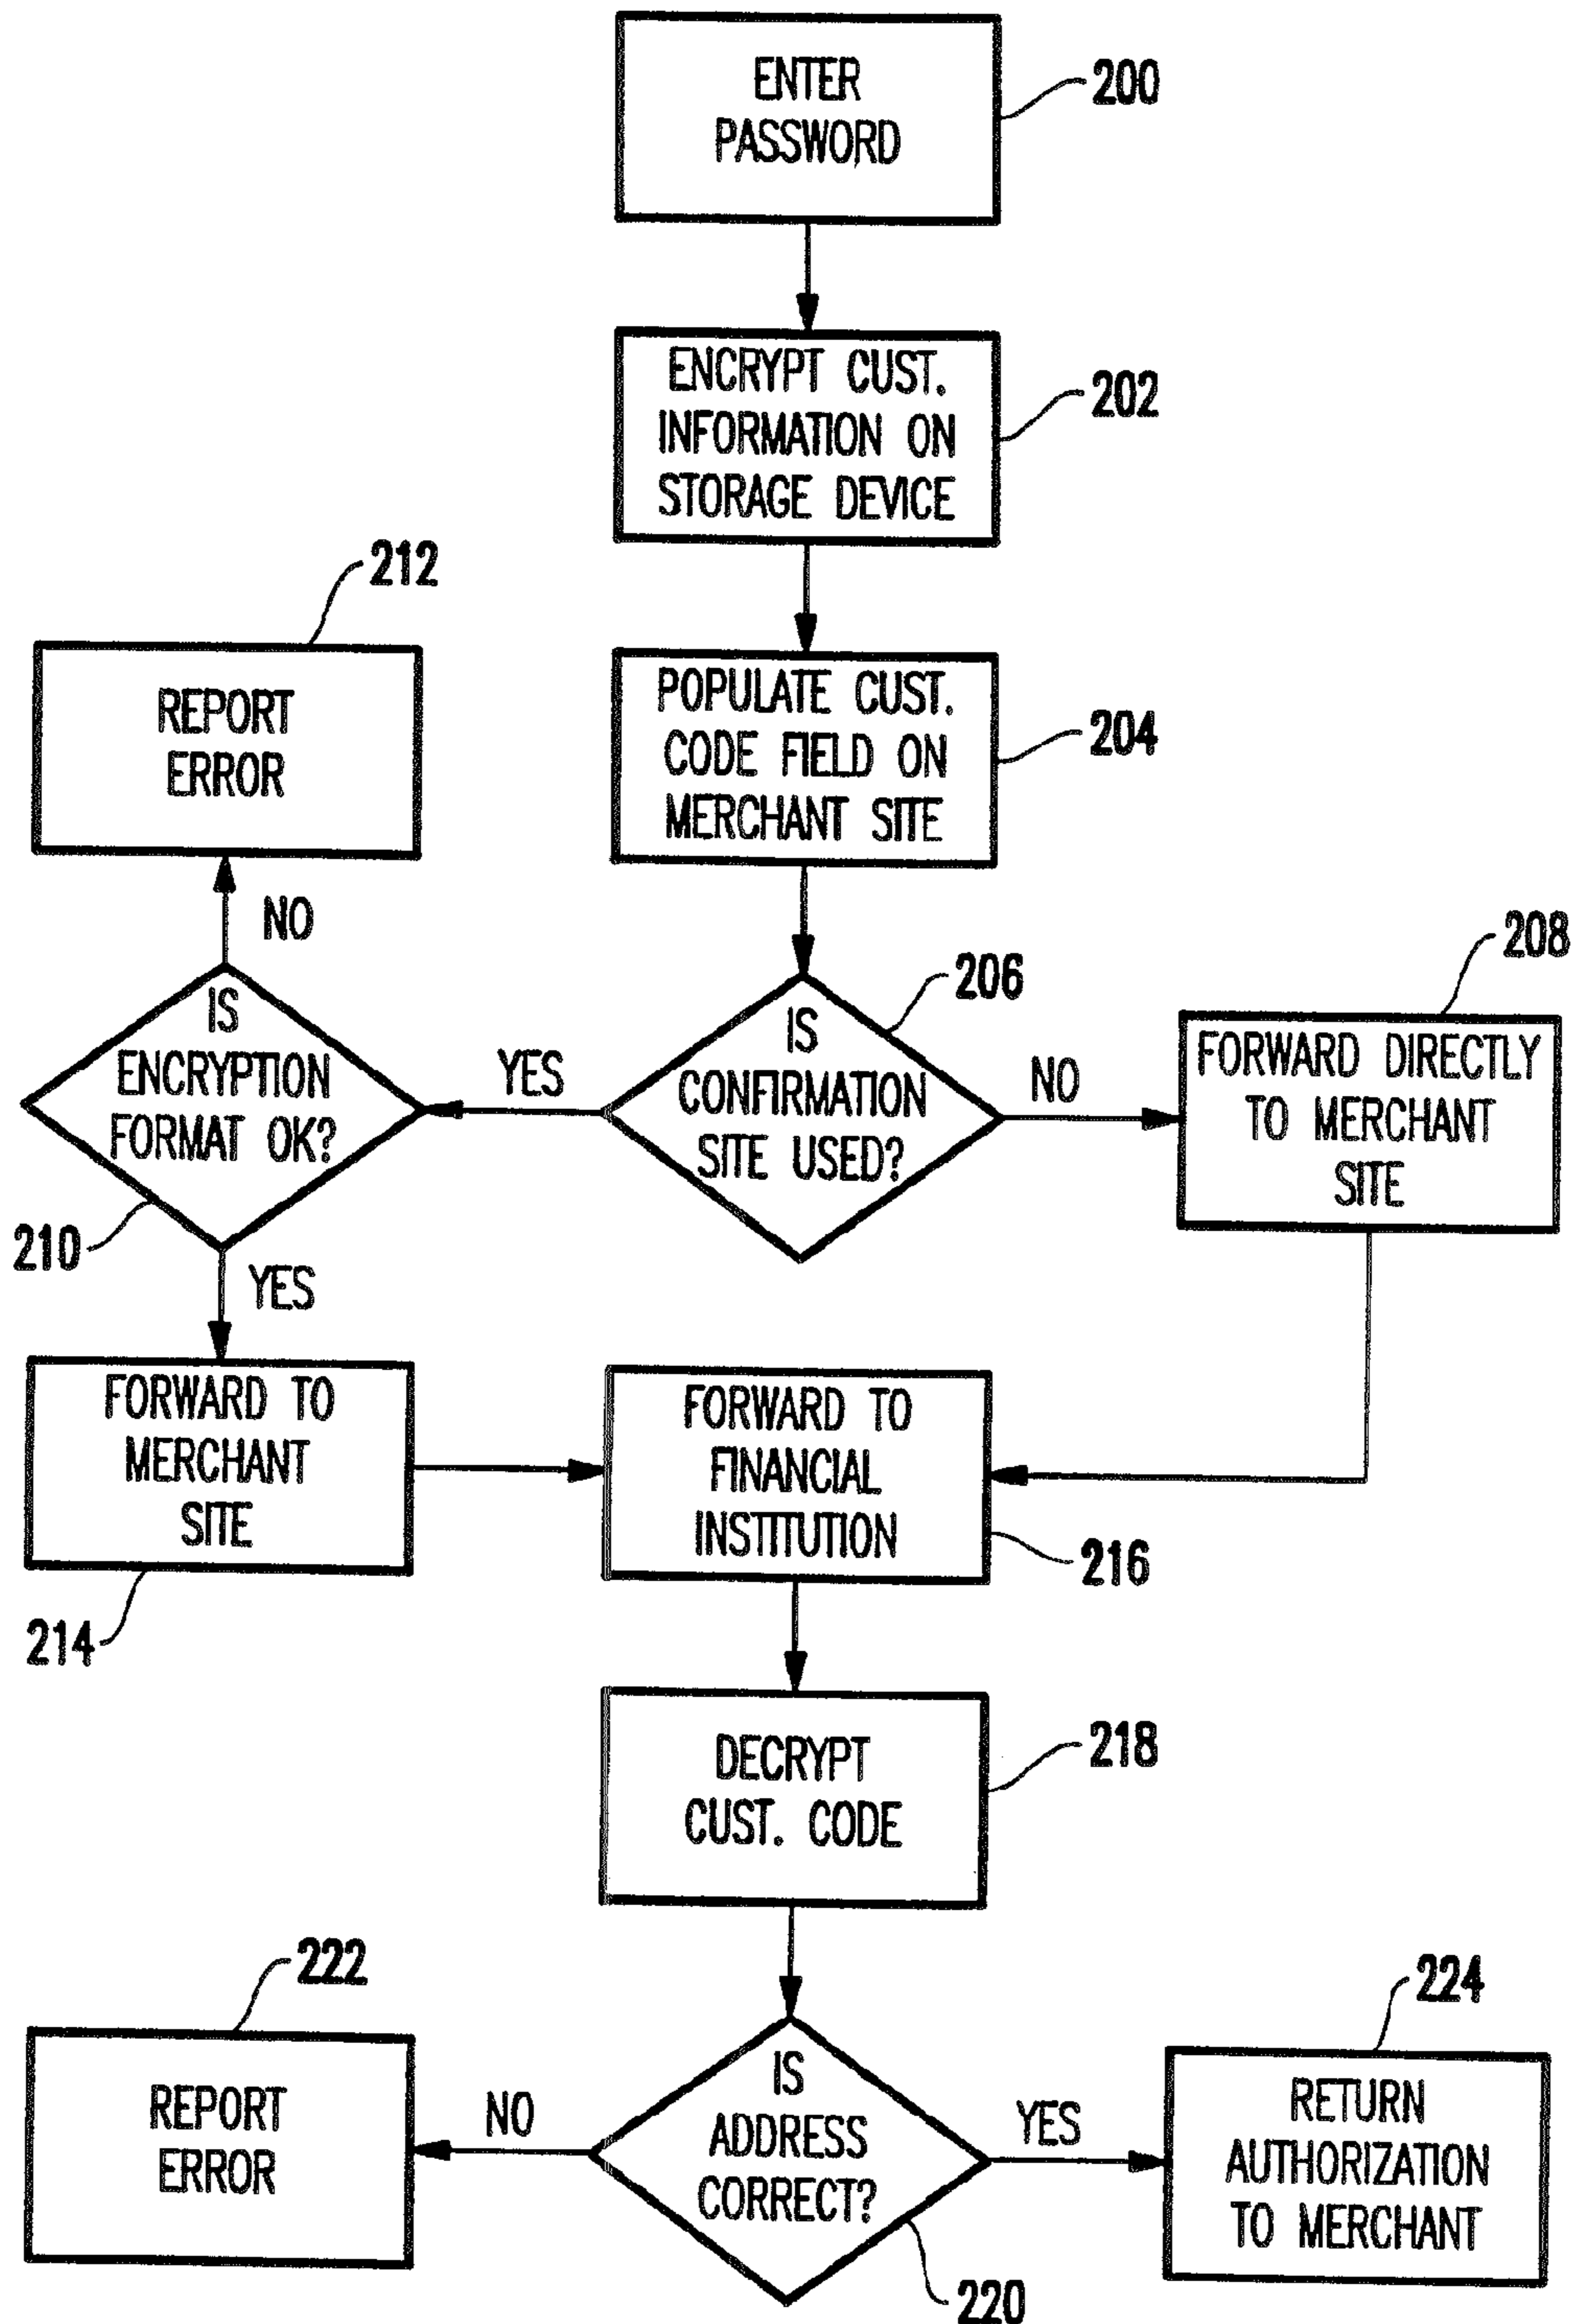 ENTER
PASSWORD
200
ENCRYPT CUST.
INFORMATION ON
STORAGE DEVICE
202
212
REPORT
ERROR
POPULATE CUST.
CODE FIELD ON
MERCHANT SITE
204
NO
IS
ENCRYPTION
FORMAT OK?
210
YES
206
IS
CONFIRMATION
SITE USED?
NO
208
FORWARD DIRECTLY
TO MERCHANT
SITE
YES
FORWARD TO
MERCHANT
SITE
214
FORWARD TO
FINANCIAL
INSTITUTION
216
DECRYPT
CUST. CODE
218
222
REPORT
ERROR
NO
IS
ADDRESS
CORRECT?
220
YES
224
RETURN
AUTHORIZATION
TO MERCHANT